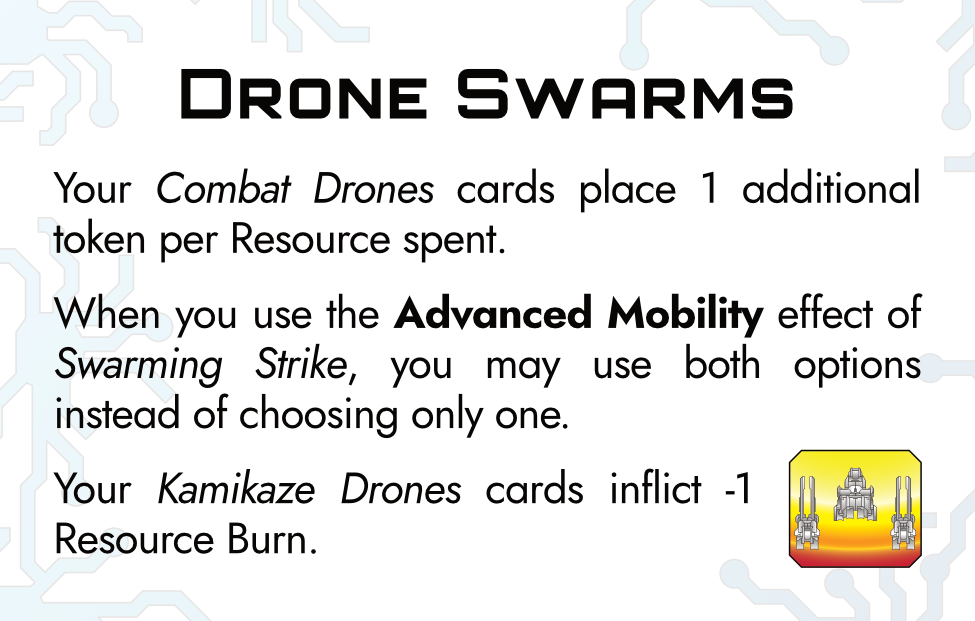 Drone Swarms
Your Combat Drones cards place 1 additional
token per Resource spent.
When you use the Advanced Mobility effect of
Swarming Strike, you may use both options
instead of choosing only one.
Your Kamikaze Drones cards inflict -1
Resource Burn.